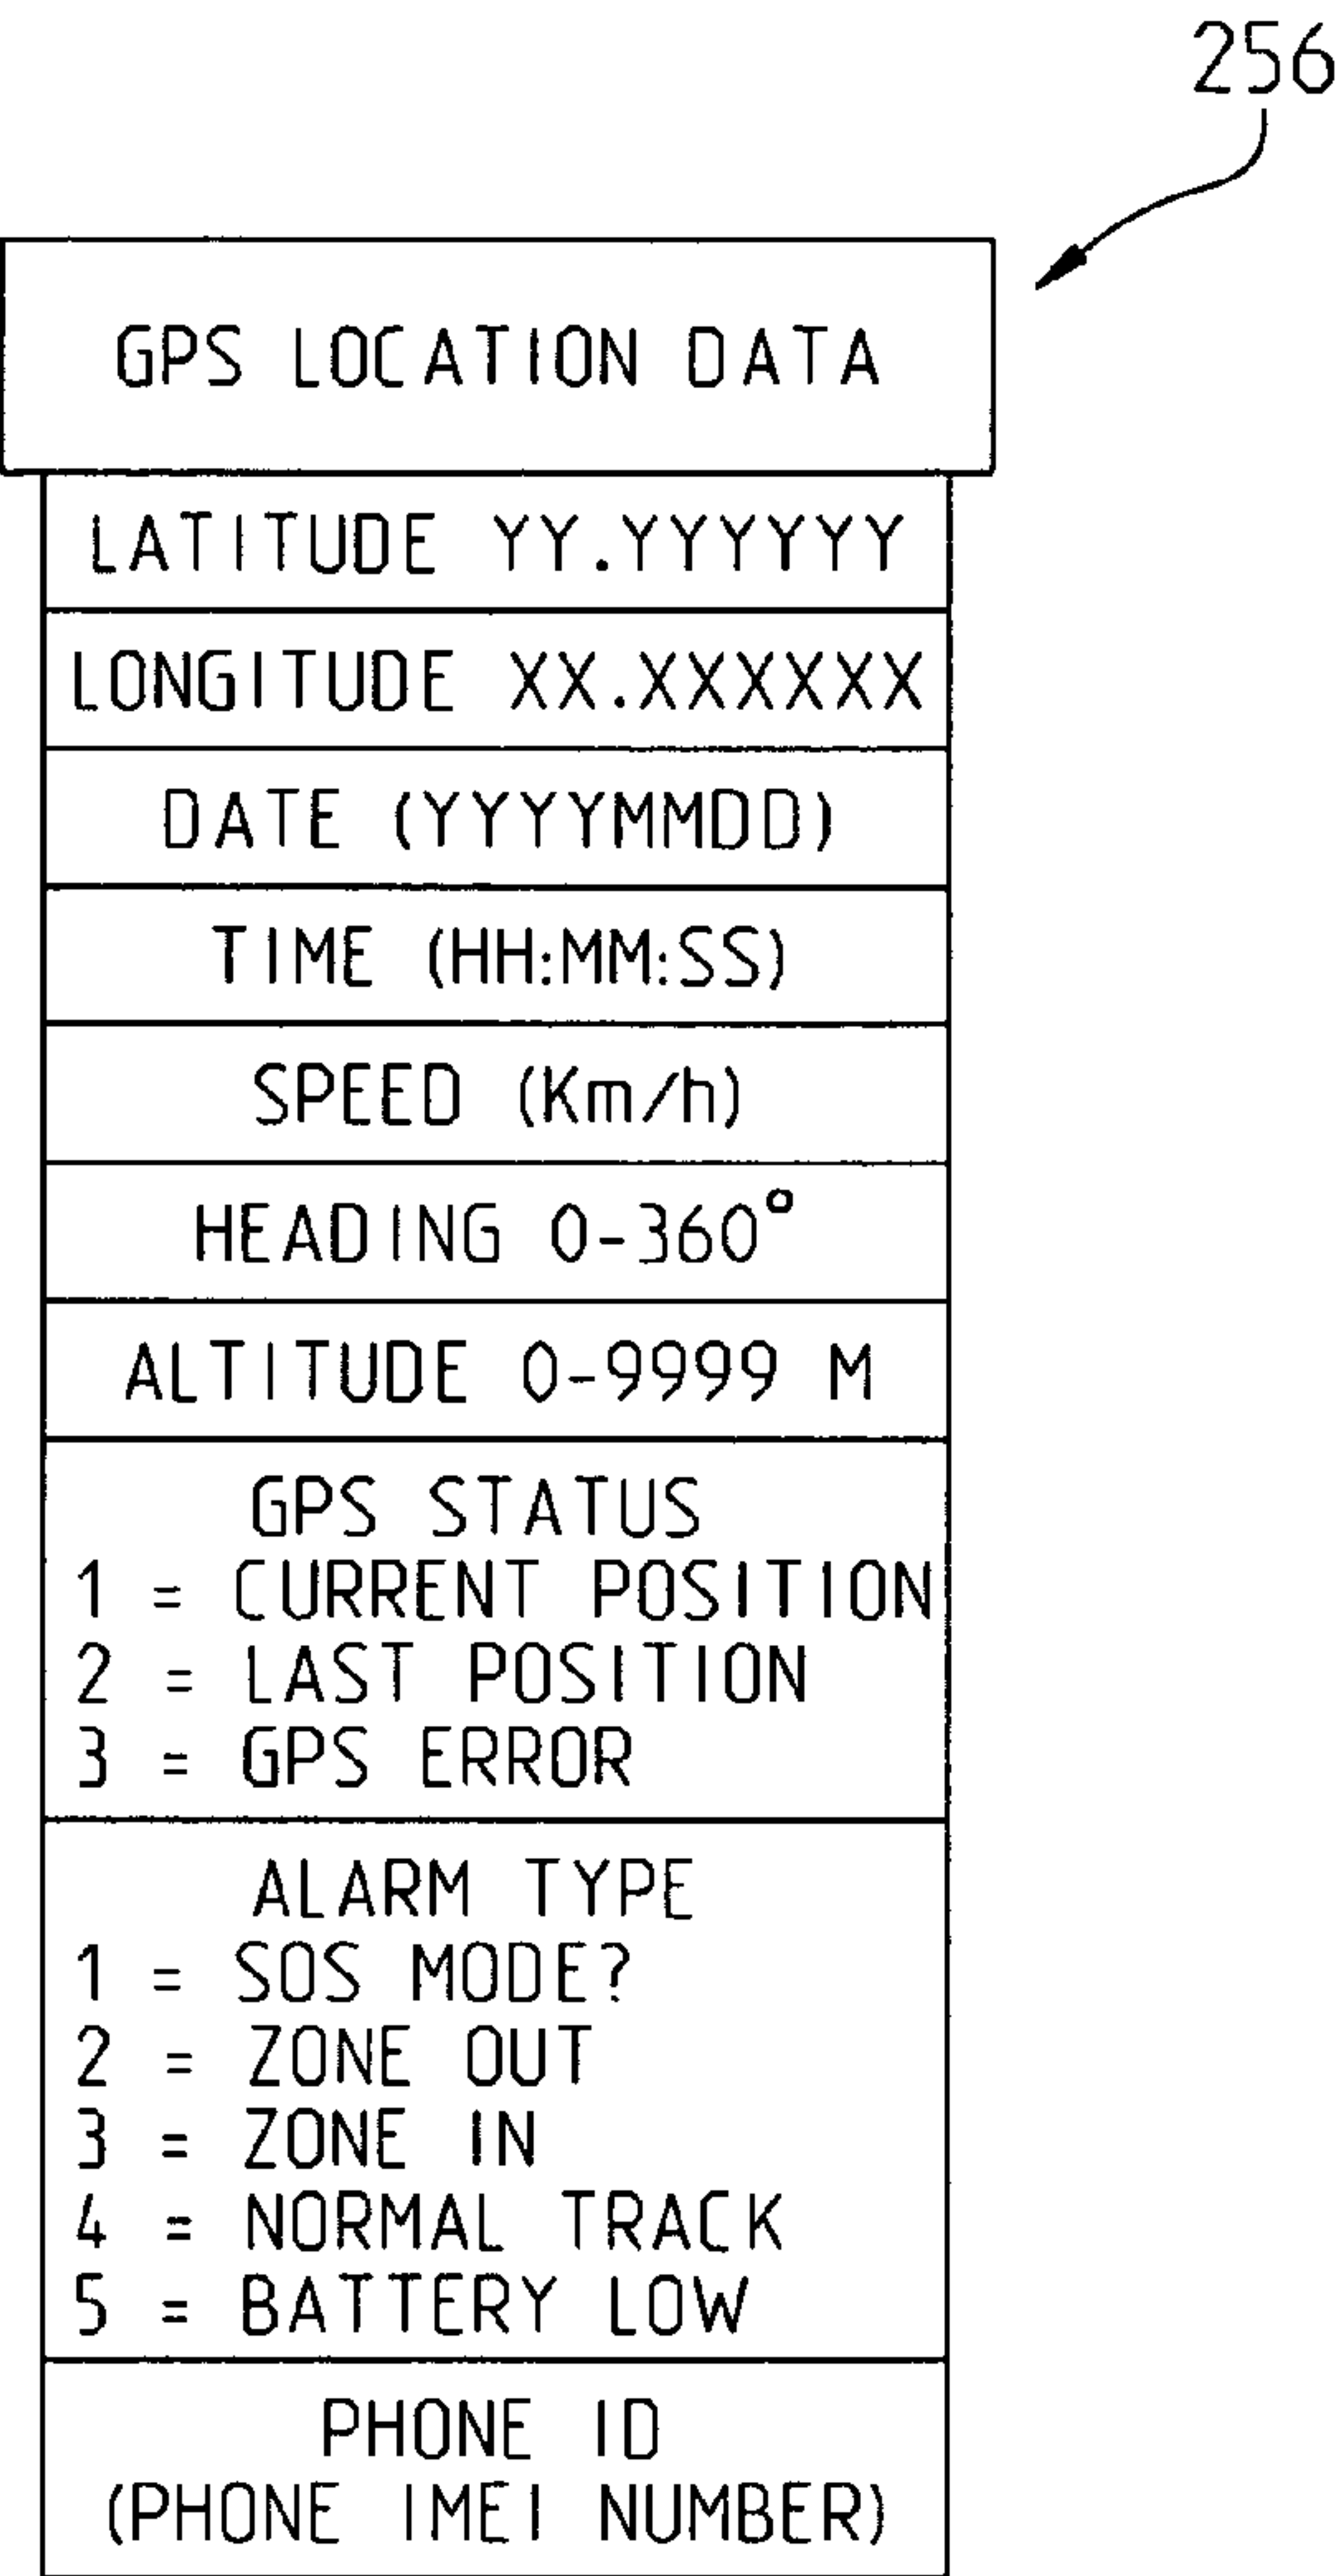 256
GPS LOCATION DATA
LATITUDE YY.YYYYYY
LONGITUDE XX.XXXXXX
DATE (YYYYMMDD)
TIME (HH:MM:SS)
SPEED (Km/h)
HEADING 0-360°
ALTITUDE 0-9999 M
GPS STATUS
1 = CURRENT POSITION
2 = LAST POSITION
3 = GPS ERROR
ALARM TYPE
1 = SOS MODE?
2 = ZONE OUT
3 = ZONE IN
4 = NORMAL TRACK
5 = BATTERY LOW
PHONE ID
(PHONE IMEI NUMBER)